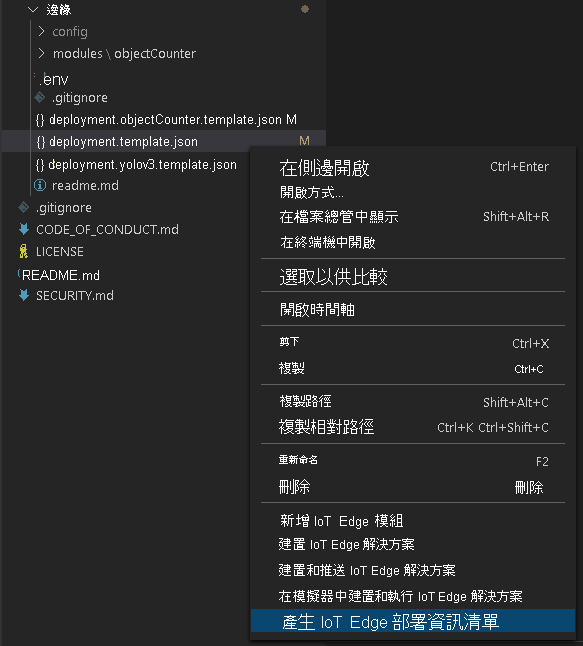 邊緣
config
modules \ objectCounter
.env
.gitignore
{} deployment.objectCounter.template.json M
{} deployment.template.json M
{} deployment.yolov3.template.json
readme.md
.gitignore
CODE_OF_CONDUCT.md
LICENSE
README.md
SECURITY.md
在側邊開啟 Ctrl+Enter
開啟方式...
在檔案總管中顯示 Shift+Alt+R
在終端機中開啟
選取以供比較
開啟時間軸
剪下 Ctrl+X
複製 Ctrl+C
複製路徑 Shift+Alt+C
複製相對路徑 Ctrl+K Ctrl+Shift+C
重新命名 F2
刪除 刪除
新增 IoT Edge 模組
建置 IoT Edge 解決方案
建置和推送 IoT Edge 解決方案
在模擬器中建置和執行 IoT Edge 解決方案
產生 IoT Edge 部署資訊清單